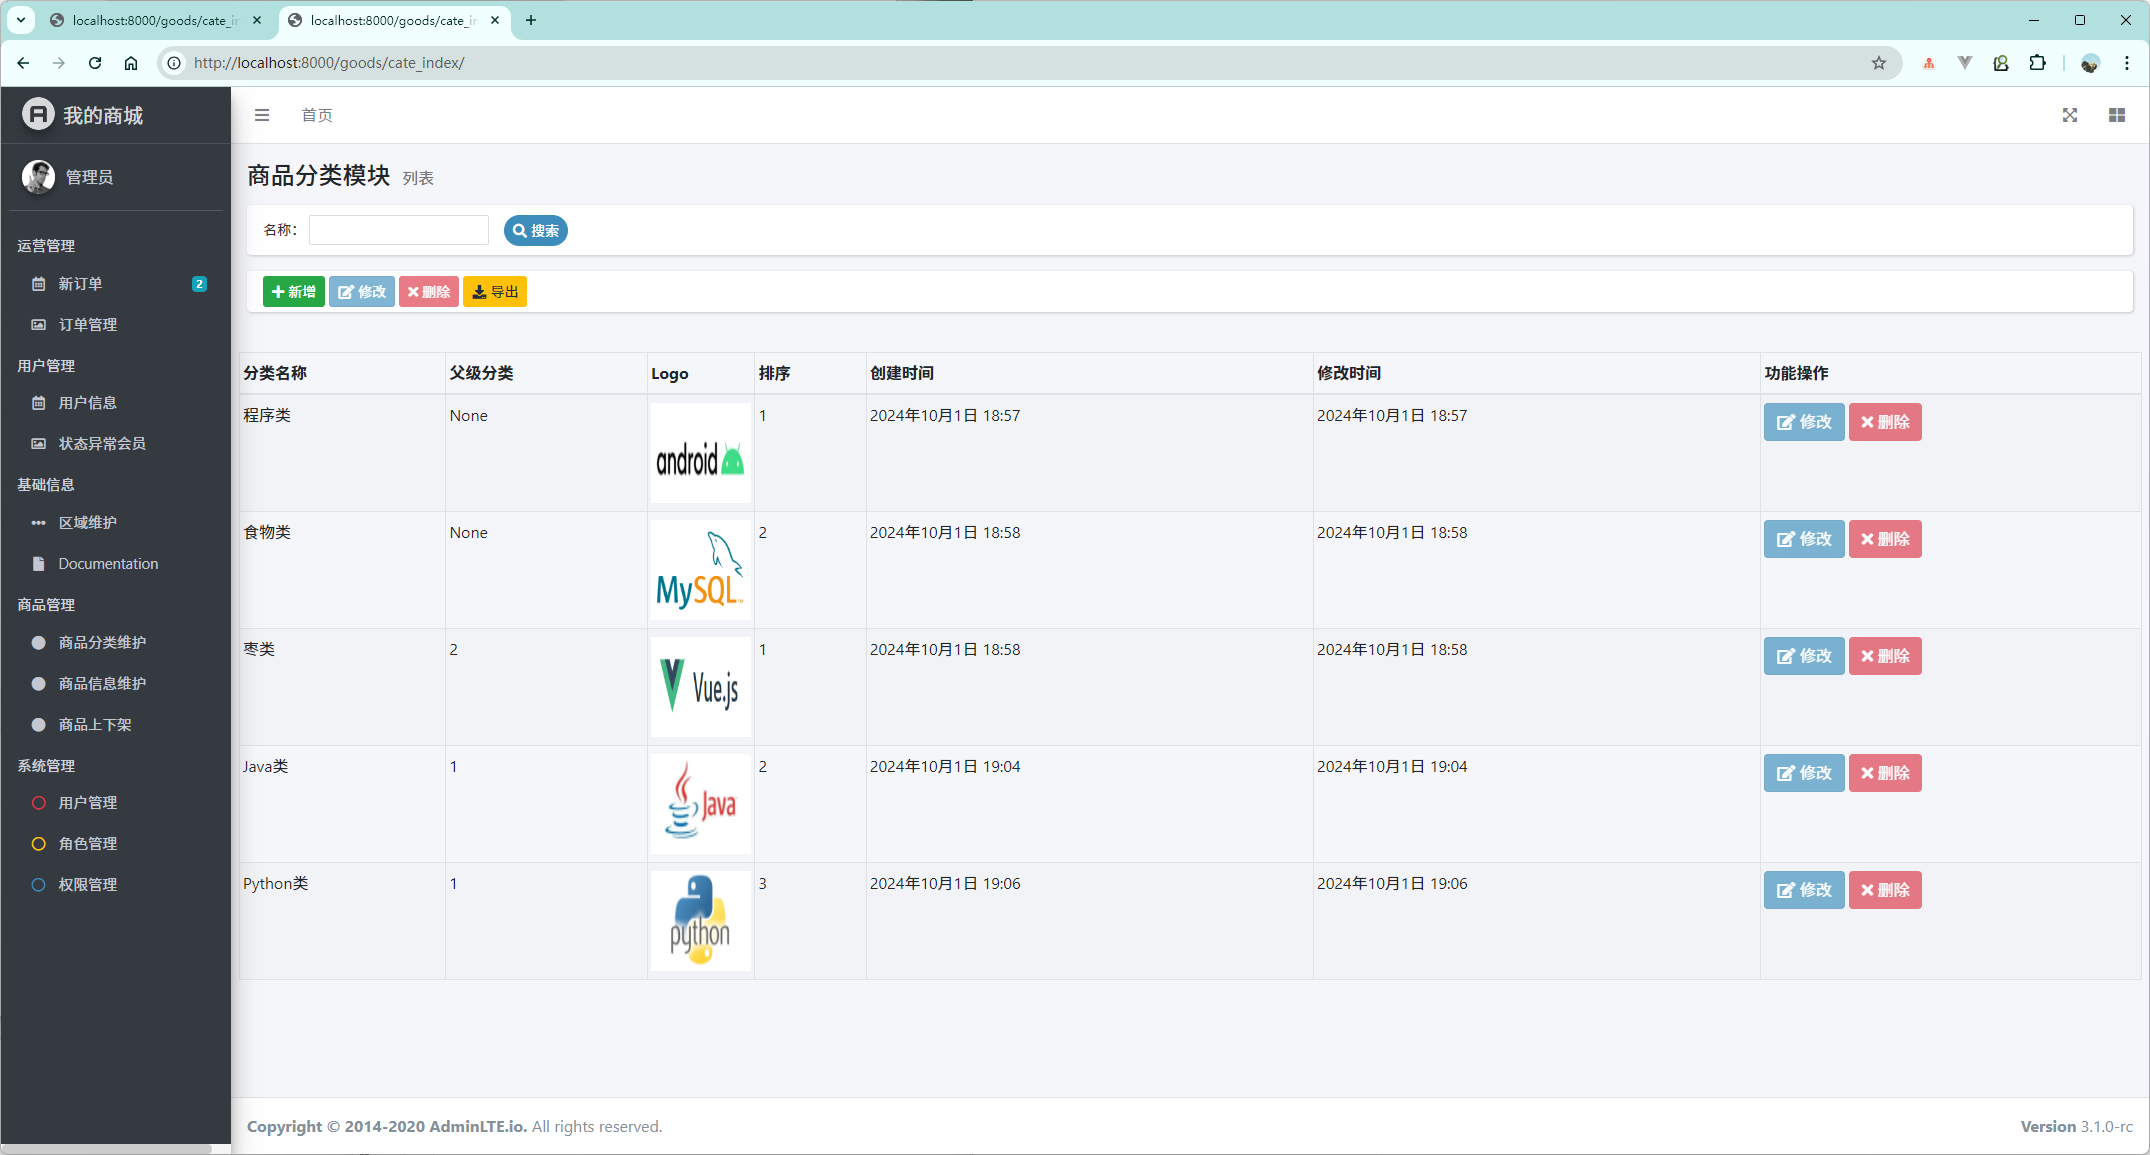 localhost:8000/goods/cate_in
localhost:8000/goods/cate_in
http://localhost:8000/goods/cate_index/
我的商城
首页
管理员
运营管理
新订单 2
订单管理
用户管理
用户信息
状态异常会员
基础信息
区域维护
Documentation
商品管理
商品分类维护
商品信息维护
商品上下架
系统管理
用户管理
角色管理
权限管理
商品分类模块 列表
名称： 搜索
新增 修改 删除 导出
分类名称 父级分类 Logo 排序 创建时间 修改时间 功能操作
程序类 None android 1 2024年10月1日 18:57 2024年10月1日 18:57 修改 删除
食物类 None MySQL 2 2024年10月1日 18:58 2024年10月1日 18:58 修改 删除
枣类 2 Vue.js 1 2024年10月1日 18:58 2024年10月1日 18:58 修改 删除
Java类 1 Java 2 2024年10月1日 19:04 2024年10月1日 19:04 修改 删除
Python类 1 python 3 2024年10月1日 19:06 2024年10月1日 19:06 修改 删除
Copyright © 2014-2020 AdminLTE.io. All rights reserved.
Version 3.1.0-rc